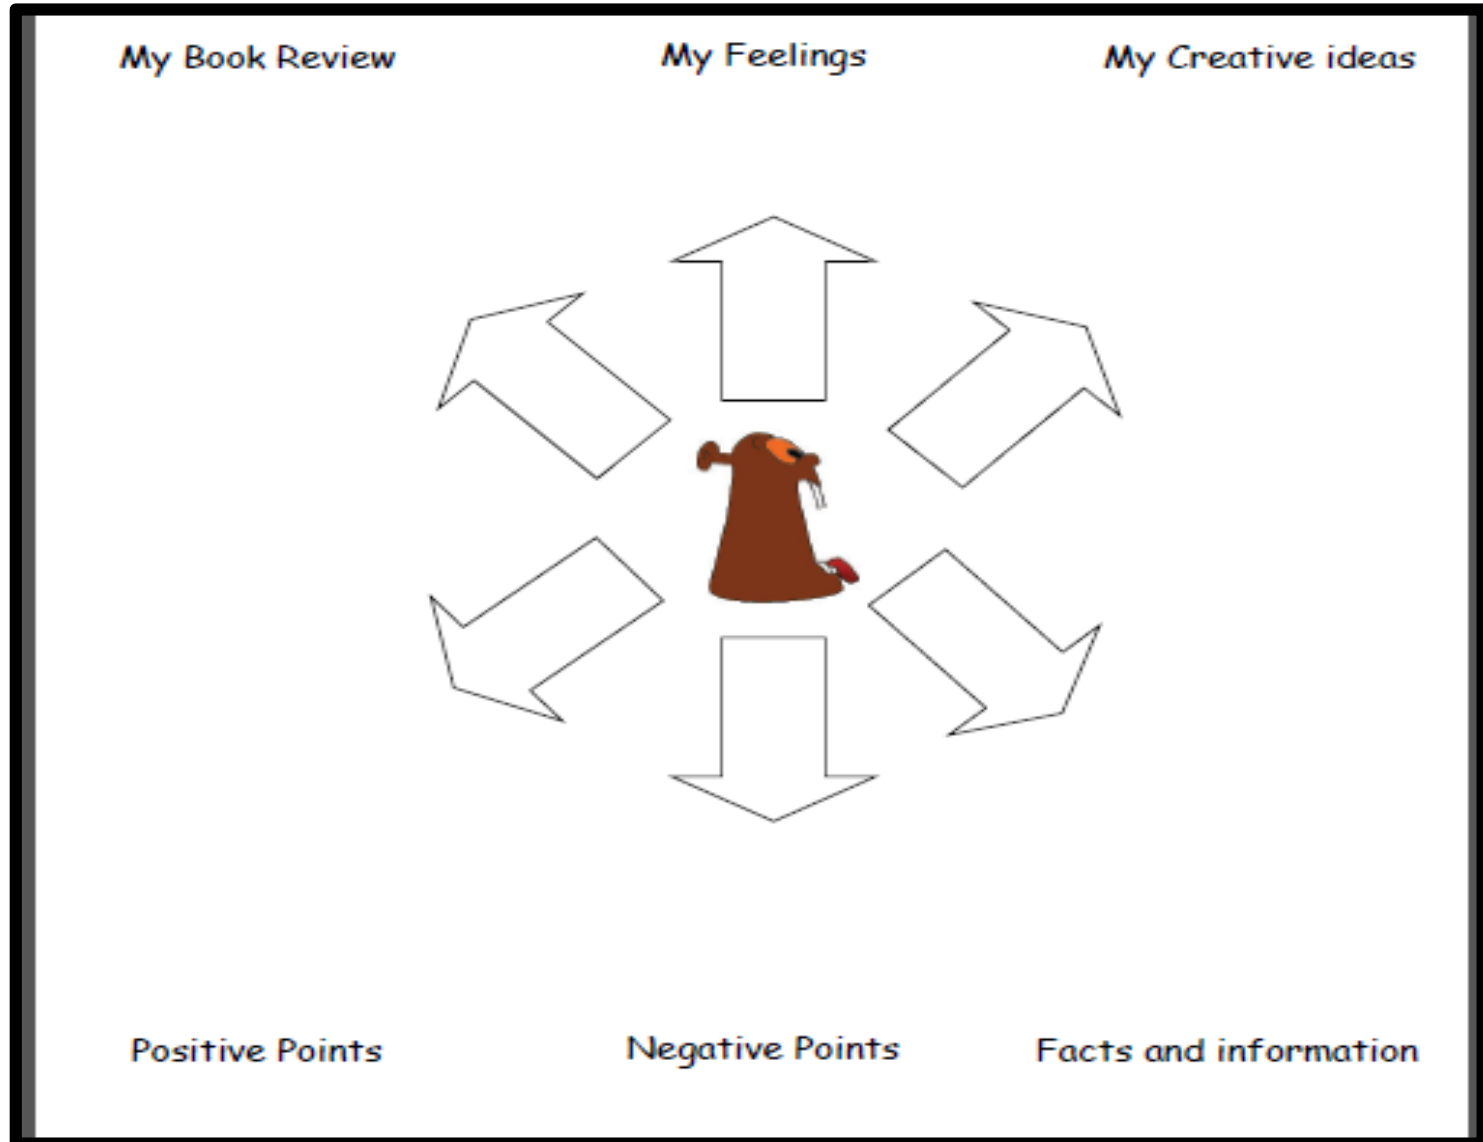 My Book Review
My Feelings
My Creative ideas
Positive Points
Negative Points
Facts and information